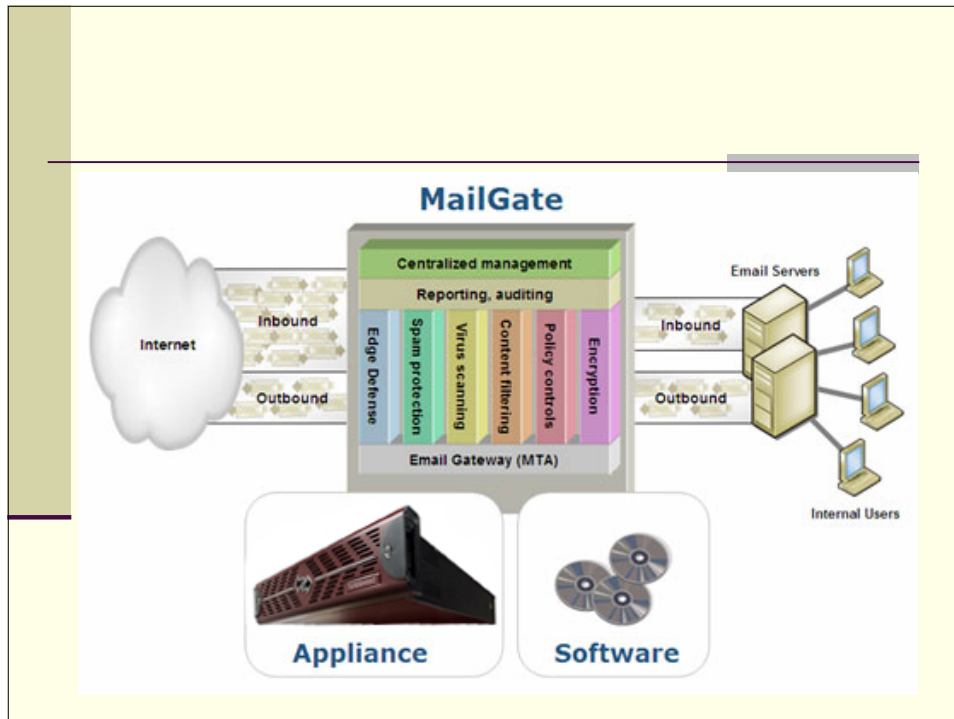 MailGate
Centralized management
Reporting, auditing
Edge Defense
Spam protection
Virus scanning
Content filtering
Policy controls
Encryption
Email Gateway (MTA)
Internet
Inbound
Outbound
Inbound
Outbound
Email Servers
Internal Users
Appliance
Software